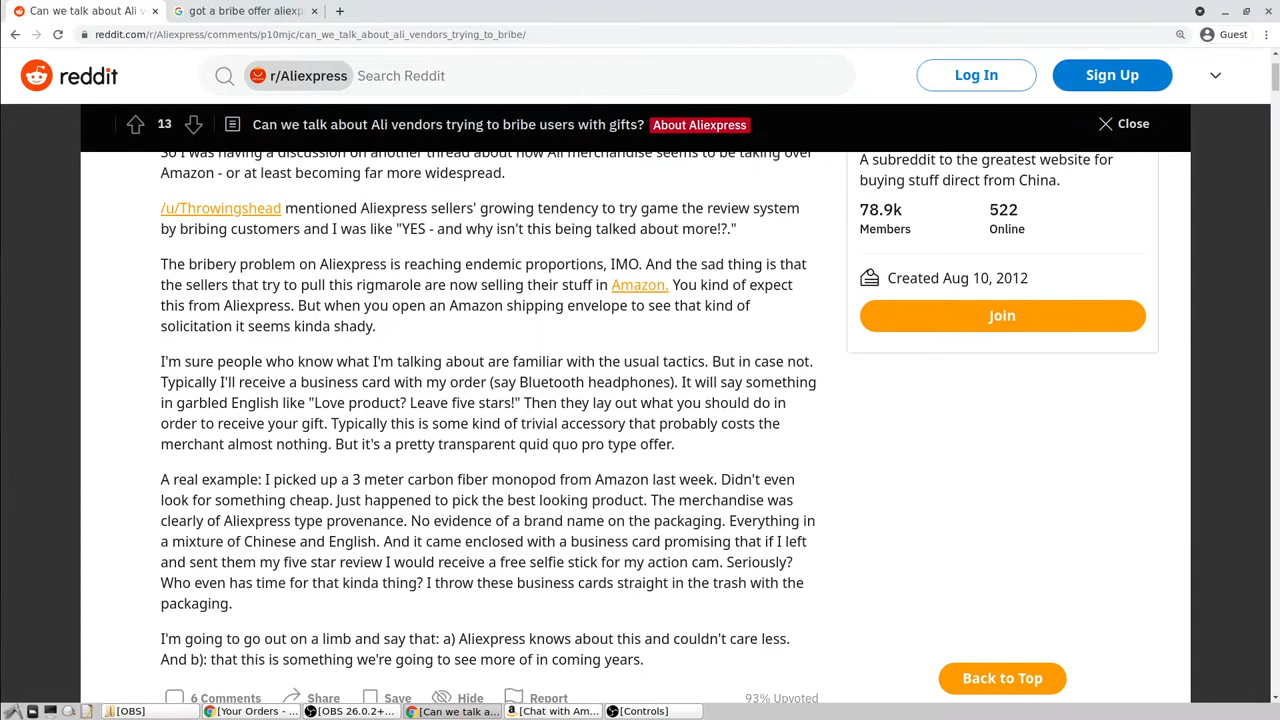 Can we talk about Ali v
got a bribe offer aliexp
reddit.com/r/Aliexpress/comments/p10mjc/can_we_talk_about_ali_vendors_trying_to_bribe/
Guest
reddit
r/Aliexpress
Search Reddit
Log In
Sign Up
13
Can we talk about Ali vendors trying to bribe users with gifts?
About Aliexpress
Close
So I was having a discussion on another thread about how Ali merchandise seems to be taking over
Amazon - or at least becoming far more widespread.
/u/Throwingshead mentioned Aliexpress sellers' growing tendency to try game the review system
by bribing customers and I was like "YES - and why isn't this being talked about more!?."
The bribery problem on Aliexpress is reaching endemic proportions, IMO. And the sad thing is that
the sellers that try to pull this rigmarole are now selling their stuff in Amazon. You kind of expect
this from Aliexpress. But when you open an Amazon shipping envelope to see that kind of
solicitation it seems kinda shady.
I'm sure people who know what I'm talking about are familiar with the usual tactics. But in case not.
Typically I'll receive a business card with my order (say Bluetooth headphones). It will say something
in garbled English like "Love product? Leave five stars!" Then they lay out what you should do in
order to receive your gift. Typically this is some kind of trivial accessory that probably costs the
merchant almost nothing. But it's a pretty transparent quid quo pro type offer.
A real example: I picked up a 3 meter carbon fiber monopod from Amazon last week. Didn't even
look for something cheap. Just happened to pick the best looking product. The merchandise was
clearly of Aliexpress type provenance. No evidence of a brand name on the packaging. Everything in
a mixture of Chinese and English. And it came enclosed with a business card promising that if I left
and sent them my five star review I would receive a free selfie stick for my action cam. Seriously?
Who even has time for that kinda thing? I throw these business cards straight in the trash with the
packaging.
I'm going to go out on a limb and say that: a) Aliexpress knows about this and couldn't care less.
And b): that this is something we're going to see more of in coming years.
6 Comments
Share
Save
Hide
Report
93% Upvoted
A subreddit to the greatest website for
buying stuff direct from China.
78.9k
522
Members
Online
Created Aug 10, 2012
Join
Back to Top
[OBS]
[Your Orders - ...
[OBS 26.0.2+...
[Can we talk a...
[Chat with Am...
[Controls]